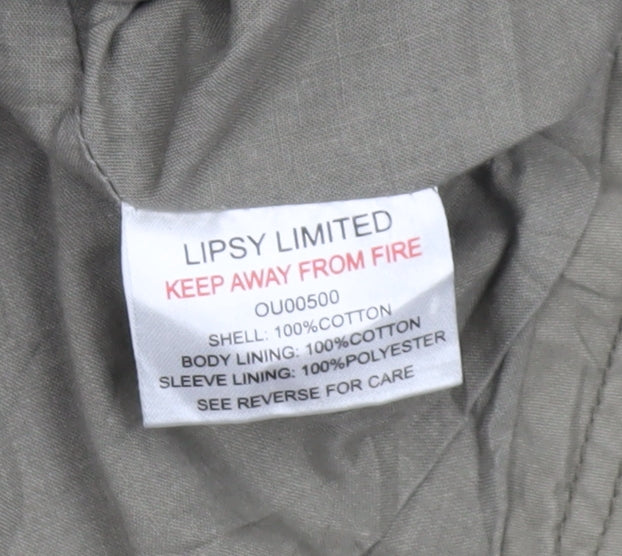 LIPSY LIMITED
KEEP AWAY FROM FIRE
OU00500
SHELL: 100%COTTON
BODY LINING: 100%COTTON
SLEEVE LINING: 100%POLYESTER
SEE REVERSE FOR CARE